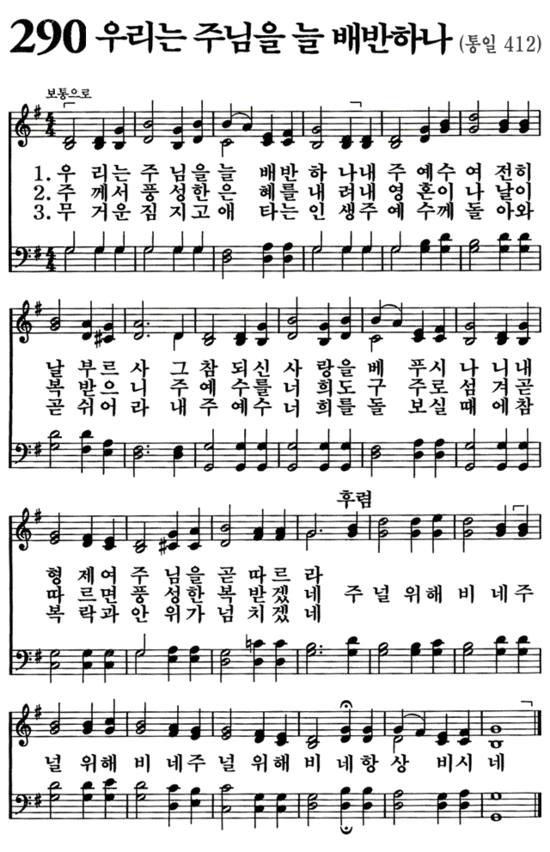 290 우리는 주님을 늘 배반하나 (통일 412)
보통으로
1. 우 리는 주 님을 늘 배반 하 나내 주 예수 여 전히
2. 주 께서 풍 성한 은 혜를 내 려내 영 혼이 나 날이
3. 무 거운 짐 지고 애 타는 인 생주 예 수께 돌 아와
날 부르 사 그 참 되신 사 랑을 베 푸시 나 니내
복 받으 니 주 예수 를 너 희도 구 주로 섬 겨곧
곧 쉬어 라 내 주 예수 너 희를 돌 보실 때 에참
후렴
형 제여 주 님을 곧 따르 라
따 르면 풍 성한 복 받겠 네 주 널 위해 비 네주
복 락과 안 위가 넘 치겠 네
널 위해 비 네주 널 위해 비 네항 상 비시 네